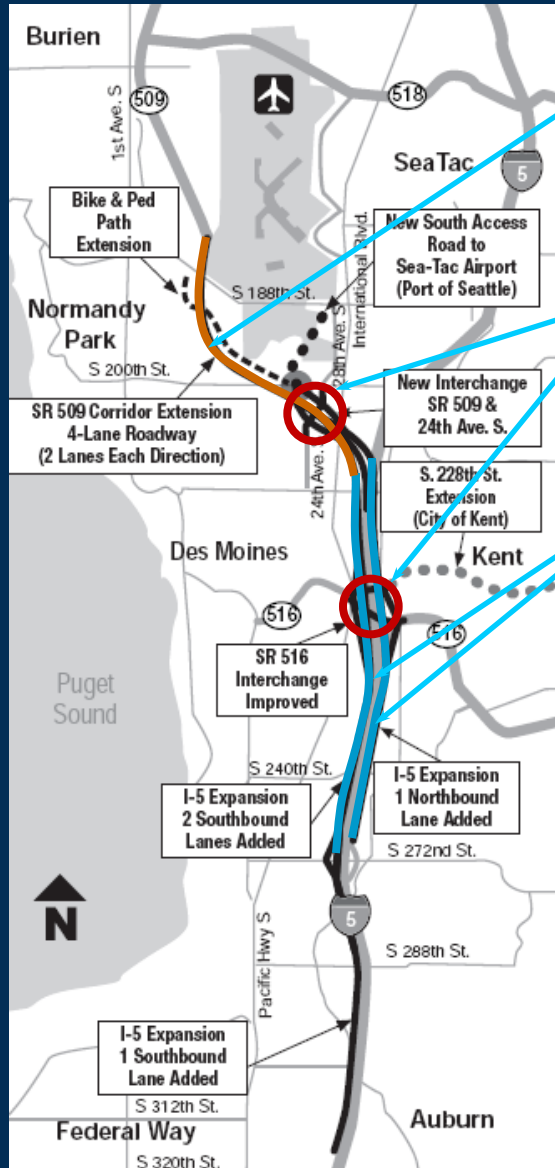 Burien
1st Ave. S
509
518
SeaTac
5
Bike & Ped
Path
Extension
New South Access
Road to
Sea-Tac Airport
(Port of Seattle)
International Blvd.
S 188th St.
28th Ave. S
Normandy
Park
S 200th St.
New Interchange
SR 509 &
24th Ave. S.
SR 509 Corridor Extension
4-Lane Roadway
(2 Lanes Each Direction)
24th Ave. S.
S. 228th St.
Extension
(City of Kent)
Des Moines
Kent
516
516
SR 516
Interchange
Improved
Puget
Sound
S 240th St.
I-5 Expansion
2 Southbound
Lanes Added
I-5 Expansion
1 Northbound
Lane Added
S 272nd St.
N
5
Pacific Hwy S
S 288th St.
I-5 Expansion
1 Southbound
Lane Added
S 312th St.
Federal Way
Auburn
S 320th St.